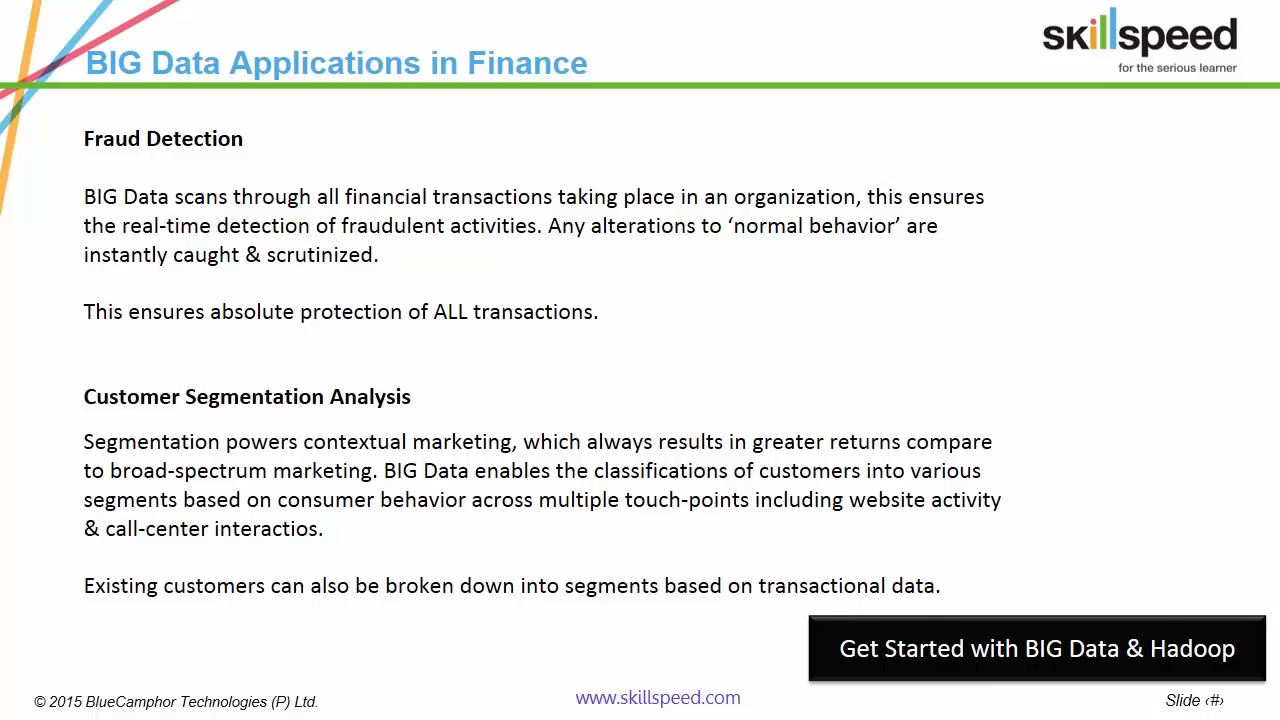 BIG Data Applications in Finance
skillspeed
for the serious learner
Fraud Detection
BIG Data scans through all financial transactions taking place in an organization, this ensures
the real-time detection of fraudulent activities. Any alterations to ‘normal behavior’ are
instantly caught & scrutinized.
This ensures absolute protection of ALL transactions.
Customer Segmentation Analysis
Segmentation powers contextual marketing, which always results in greater returns compare
to broad-spectrum marketing. BIG Data enables the classifications of customers into various
segments based on consumer behavior across multiple touch-points including website activity
& call-center interactios.
Existing customers can also be broken down into segments based on transactional data.
Get Started with BIG Data & Hadoop
© 2015 BlueCamphor Technologies (P) Ltd.
www.skillspeed.com
Slide ‹#›